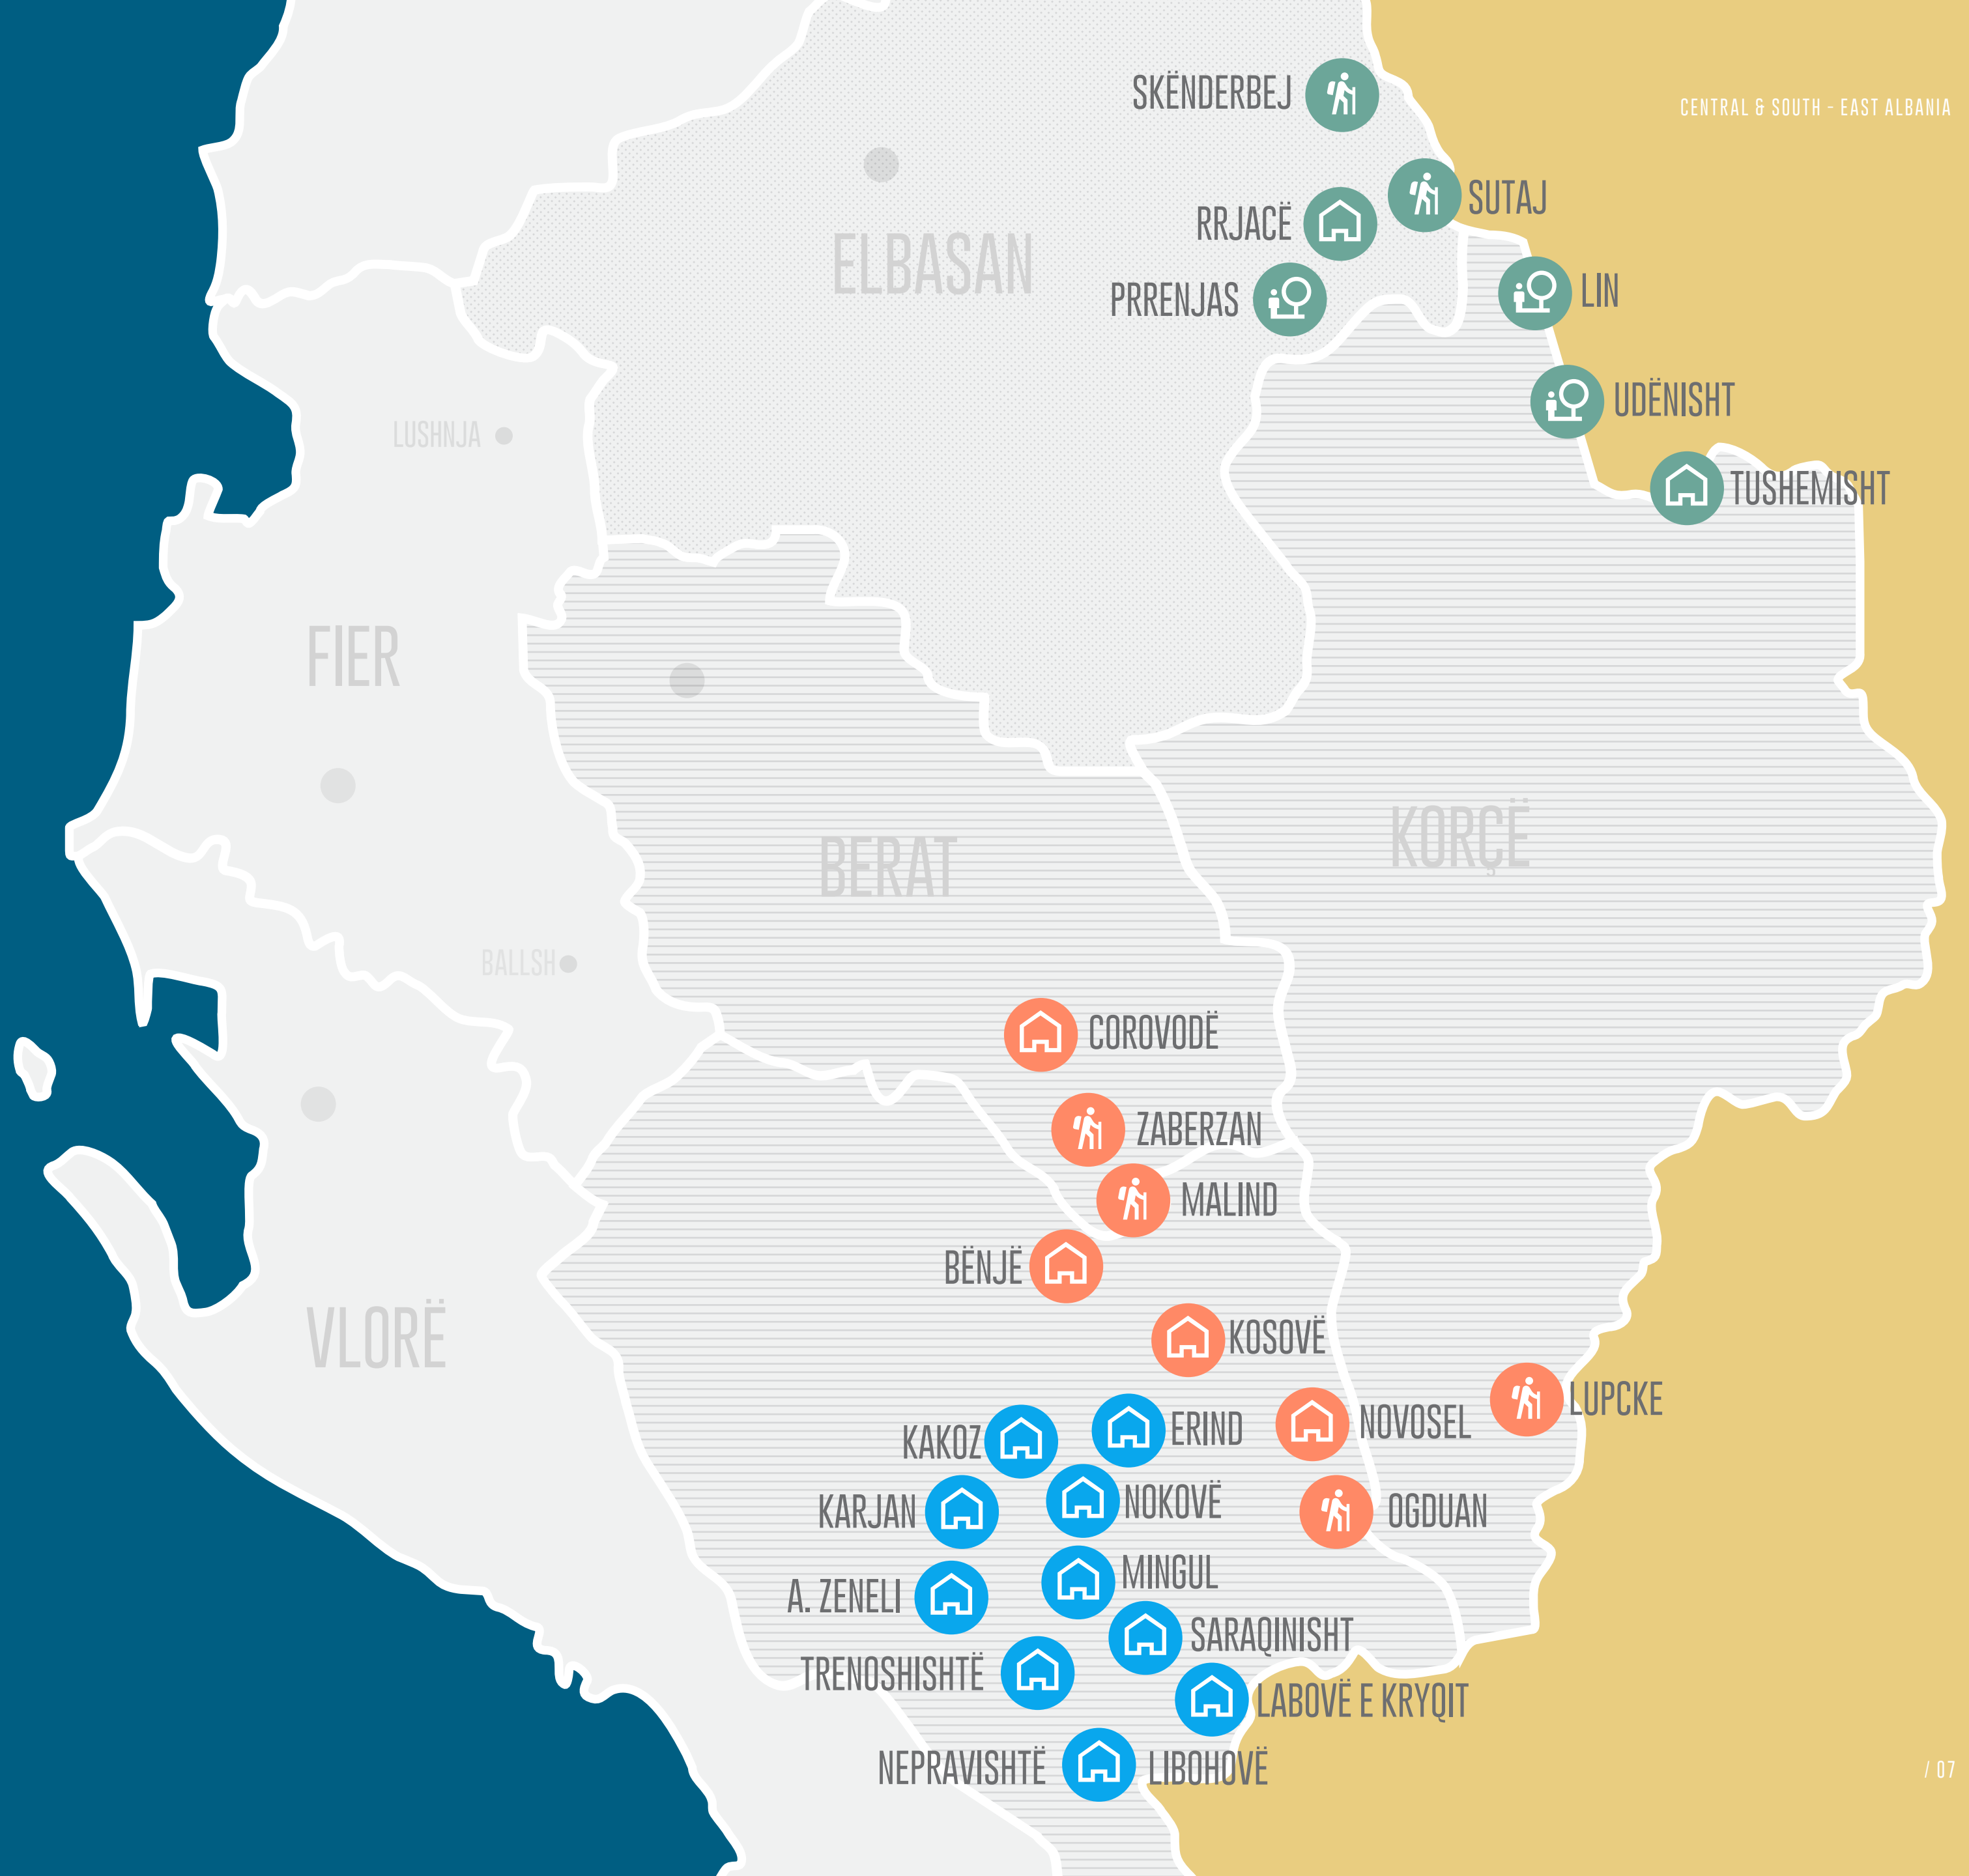 SKËNDERBEJ
CENTRAL & SOUTH - EAST ALBANIA
SUTAJ
RRJACË
ELBASAN
PRRENJAS
LIN
UDËNISHT
LUSHNJA
TUSHEMISHT
FIER
KORÇË
BERAT
BALLSH
COROVODË
ZABERZAN
MALIND
BËNJË
VLORË
KOSOVË
LUPCKE
NOVOSEL
ERIND
KAKOZ
NOKOVË
KARJAN
OGDUAN
MINGUL
A. ZENELI
SARAQINISHT
TRENOSHISHTË
LABOVË E KRYQIT
NEPRAVISHTË
LIBOHOVË
/ 07